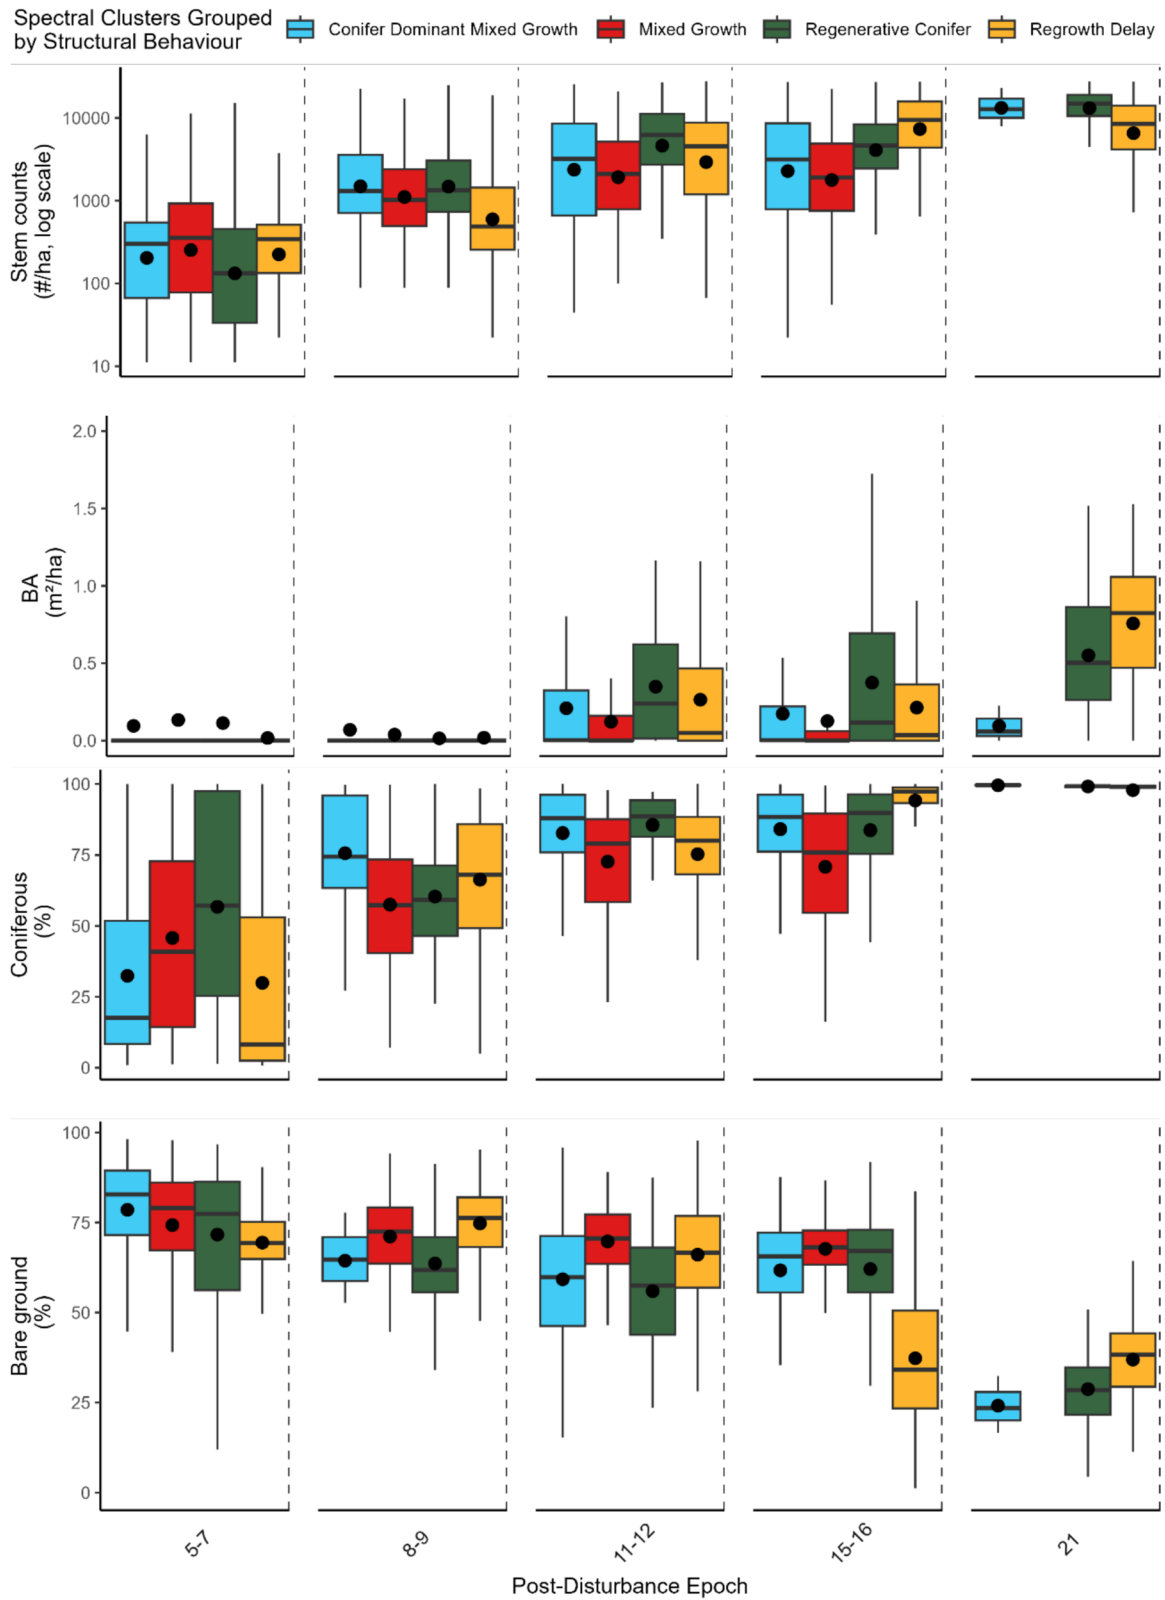 Spectral Clusters Grouped
by Structural Behaviour
Conifer Dominant Mixed Growth
Mixed Growth
Regenerative Conifer
Regrowth Delay
Stem counts
(#/ha, log scale)
10000
1000
100
10
BA
(m²/ha)
2.0
1.5
1.0
0.5
0.0
Coniferous
(%)
100
75
50
25
0
Bare ground
(%)
100
75
50
25
0
5-7
8-9
11-12
15-16
21
Post-Disturbance Epoch